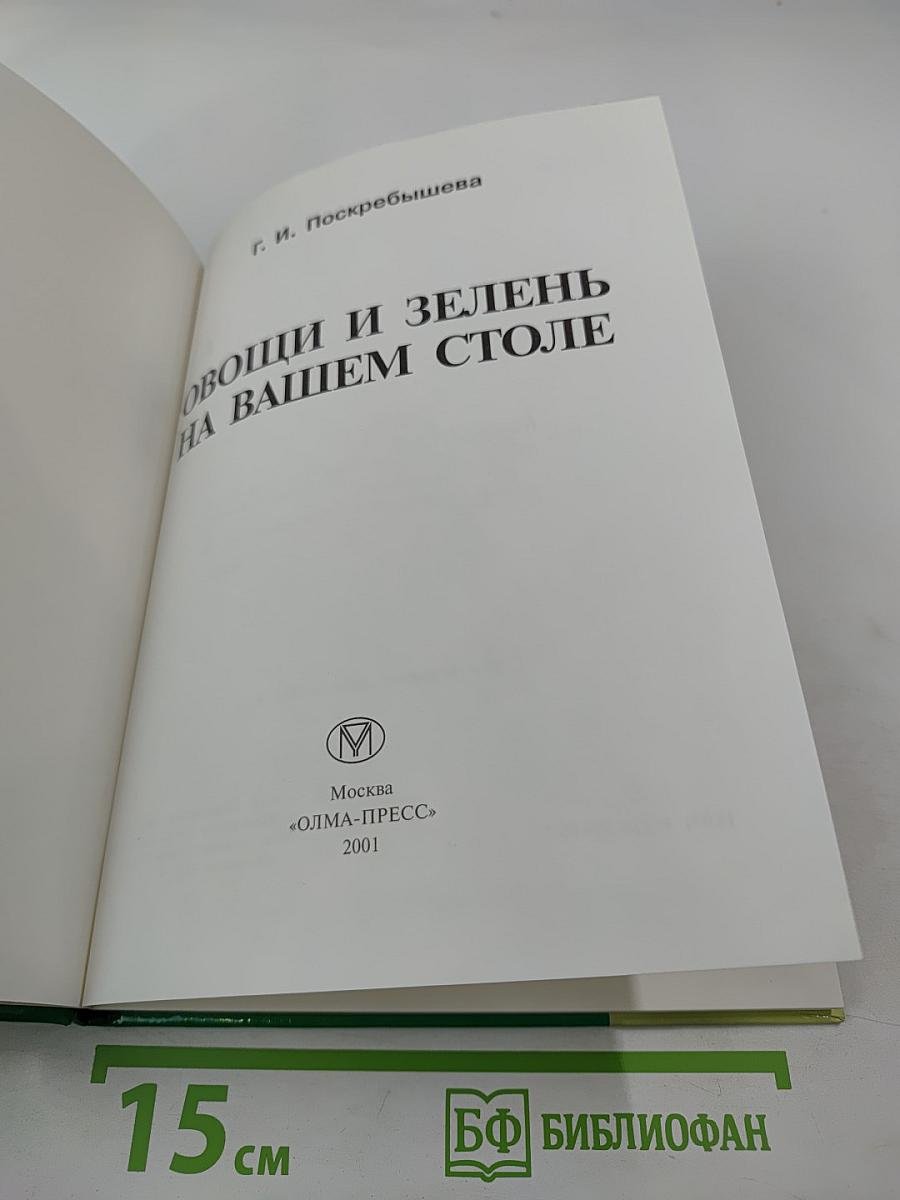 Г. И. Поскребышева
ОВОЩИ И ЗЕЛЕНЬ
НА ВАШЕМ СТОЛЕ
Москва
«ОЛМА-ПРЕСС»
2001
15 см
БФ БИБЛИОФАН